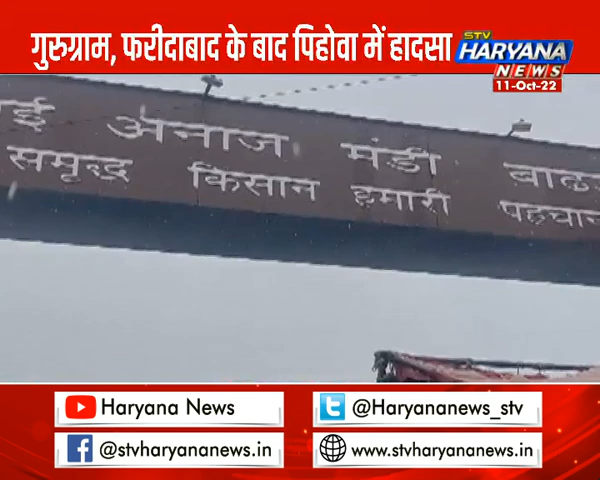 गुरुग्राम, फरीदाबाद के बाद पिहोवा में हादसा
STV
HARYANA
NEWS
11-Oct-22
अनाज मंडी
समृद्ध किसान हमारी पहचान
Haryana News
@Haryananews_stv
@stvharyananews.in
www.stvharyananews.in